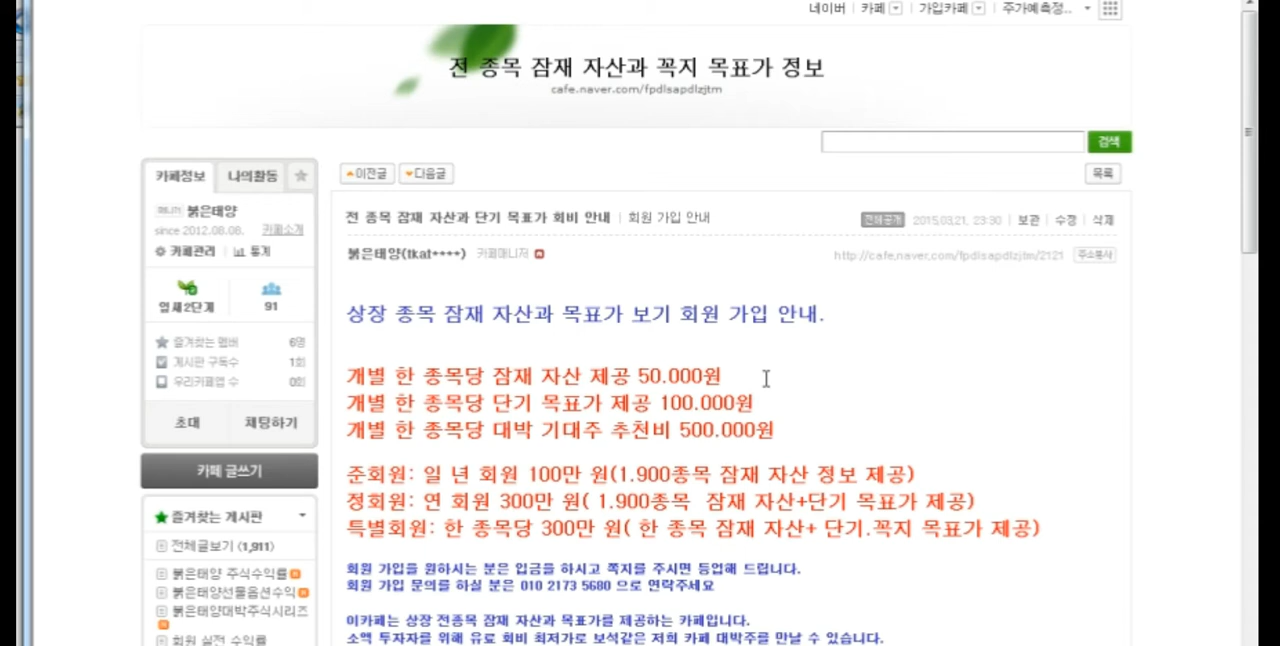 네이버 | 카페 | 가입카페 | 주가예측정..
전 종목 잠재 자산과 꼭지 목표가 정보
cafe.naver.com/fpdlsapdlzjtm
검색
카페정보 나의활동
이전글 다음글 목록
매니저 붉은태양
since 2012.08.08. 카페소개
카페관리 | 통계
잎새2단계 91
즐겨찾는 멤버 6명
게시판 구독수 1회
우리카페앱 수 0회
초대 채팅하기
카페 글쓰기
즐겨찾는 게시판
전체글보기 (1,911)
붉은태양 주식수익률
붉은태양선물옵션수익
붉은태양대박주식시리즈
회원 실전 수익률
전 종목 잠재 자산과 단기 목표가 회비 안내 | 회원 가입 안내
전체공개 2015.03.21. 23:30 | 보관 | 수정 | 삭제
붉은태양(tkat****) 카페매니저
http://cafe.naver.com/fpdlsapdlzjtm/2121 주소복사
상장 종목 잠재 자산과 목표가 보기 회원 가입 안내.
개별 한 종목당 잠재 자산 제공 50.000원
개별 한 종목당 단기 목표가 제공 100.000원
개별 한 종목당 대박 기대주 추천비 500.000원
준회원: 일 년 회원 100만 원(1.900종목 잠재 자산 정보 제공)
정회원: 연 회원 300만 원( 1.900종목 잠재 자산+단기 목표가 제공)
특별회원: 한 종목당 300만 원( 한 종목 잠재 자산+ 단기.꼭지 목표가 제공)
회원 가입을 원하시는 분은 입금을 하시고 쪽지를 주시면 등업해 드립니다.
회원 가입 문의를 하실 분은 010 2173 5680 으로 연락주세요
이카페는 상장 전종목 잠재 자산과 목표가를 제공하는 카페입니다.
소액 투자자를 위해 유료 회비 최저가로 보석같은 저희 카페 대박주를 만날 수 있습니다.